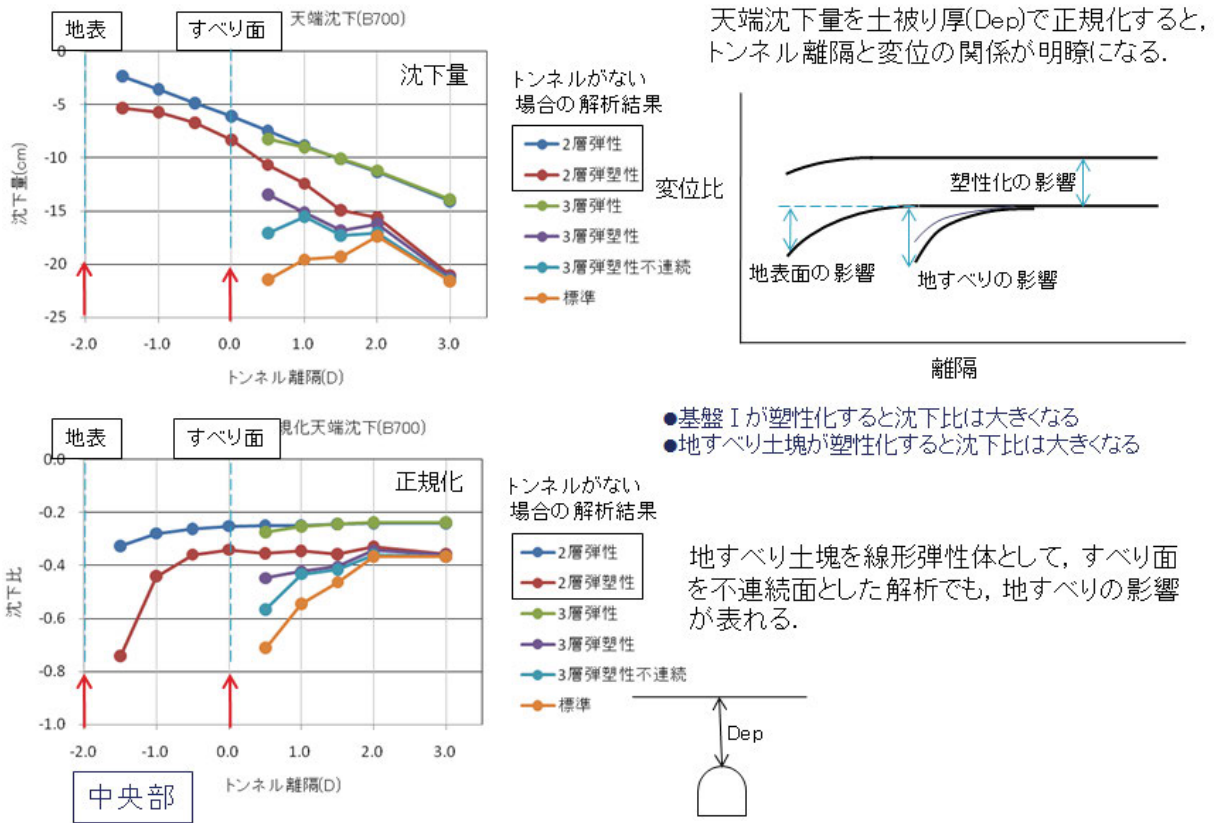 天端沈下(B700)
地表
すべり面
沈下量
沈下量(cm)
0
-5
-10
-15
-20
-25
-2.0
-1.0
0.0
1.0
2.0
3.0
トンネル離隔(D)
トンネルがない
場合の解析結果
2層弾性
2層弾塑性
3層弾性
3層弾塑性
3層弾塑性不連続
標準
天端沈下量を土被り厚(Dep)で正規化すると,
トンネル離隔と変位の関係が明瞭になる.
変位比
塑性化の影響
地表面の影響
地すべりの影響
離隔
●基盤Ⅰが塑性化すると沈下比は大きくなる
●地すべり土塊が塑性化すると沈下比は大きくなる
規化天端沈下(B700)
地表
すべり面
正規化
沈下比
0.0
-0.2
-0.4
-0.6
-0.8
-1.0
-2.0
-1.0
0.0
1.0
2.0
3.0
トンネル離隔(D)
中央部
トンネルがない
場合の解析結果
2層弾性
2層弾塑性
3層弾性
3層弾塑性
3層弾塑性不連続
標準
地すべり土塊を線形弾性体として,すべり面
を不連続面とした解析でも,地すべりの影響
が表れる.
Dep